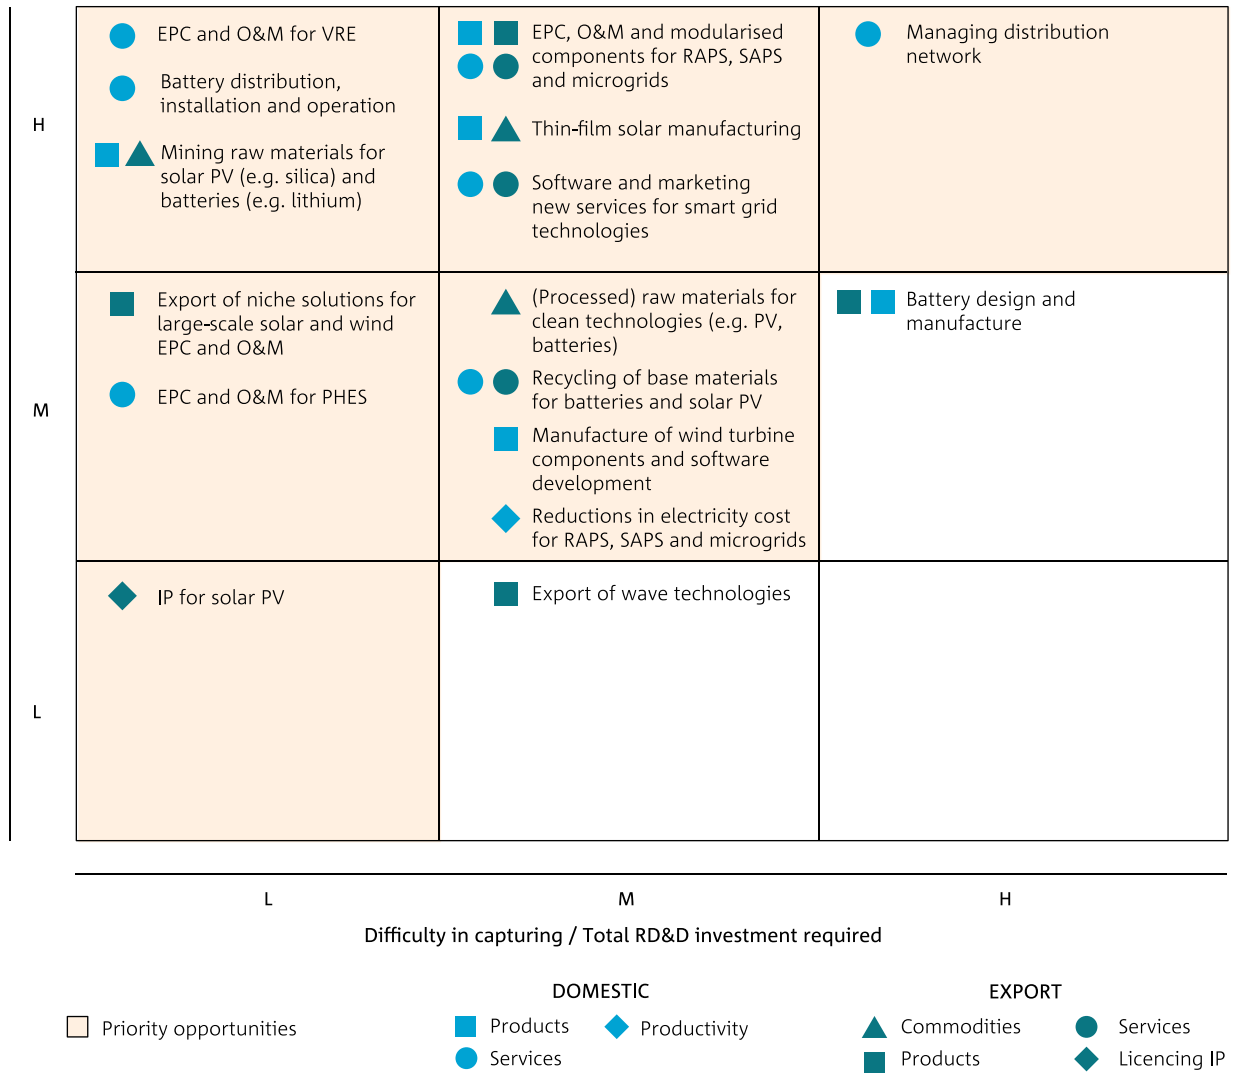 H
EPC and O&M for VRE
Battery distribution,
installation and operation
Mining raw materials for
solar PV (e.g. silica) and
batteries (e.g. lithium)
EPC, O&M and modularised
components for RAPS, SAPS
and microgrids
Thin-film solar manufacturing
Software and marketing
new services for smart grid
technologies
Managing distribution
network
M
Export of niche solutions for
large-scale solar and wind
EPC and O&M
EPC and O&M for PHES
(Processed) raw materials for
clean technologies (e.g. PV,
batteries)
Recycling of base materials
for batteries and solar PV
Manufacture of wind turbine
components and software
development
Reductions in electricity cost
for RAPS, SAPS and microgrids
Battery design and
manufacture
L
IP for solar PV
Export of wave technologies
L
M
H
Difficulty in capturing / Total RD&D investment required
Priority opportunities
DOMESTIC
Products
Productivity
Services
EXPORT
Commodities
Services
Products
Licencing IP